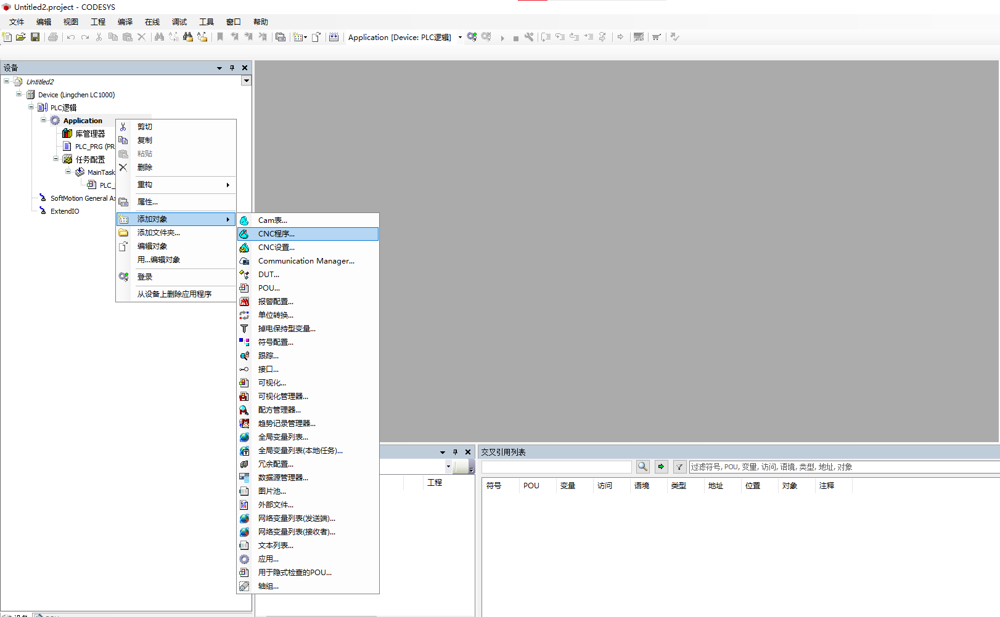 Untitled2.project - CODESYS
文件 编辑 视图 工程 编译 在线 调试 工具 窗口 帮助
Application [Device: PLC逻辑]
设备
Untitled2
Device (Lingchen LC1000)
PLC逻辑
Application
库管理器
PLC_PRG (PR
任务配置
MainTask
PLC_
SoftMotion General Ax
ExtendIO
剪切
复制
粘贴
删除
重构
属性...
添加对象
添加文件夹...
编辑对象
用...编辑对象
登录
从设备上删除应用程序
Cam表...
CNC程序...
CNC设置...
Communication Manager...
DUT...
POU...
报警配置...
单位转换...
掉电保持型变量...
符号配置...
跟踪...
接口...
可视化...
可视化管理器...
配方管理器...
趋势记录管理器...
全局变量列表...
全局变量列表(本地任务)...
冗余配置...
数据源管理器...
图片池...
外部文件...
网络变量列表(发送端)...
网络变量列表(接收者)...
文本列表...
应用...
用于隐式检查的POU...
轴组...
工程
交叉引用列表
过滤符号, POU, 变量, 访问, 语境, 类型, 地址, 对象
符号 POU 变量 访问 语境 类型 地址 位置 对象 注释